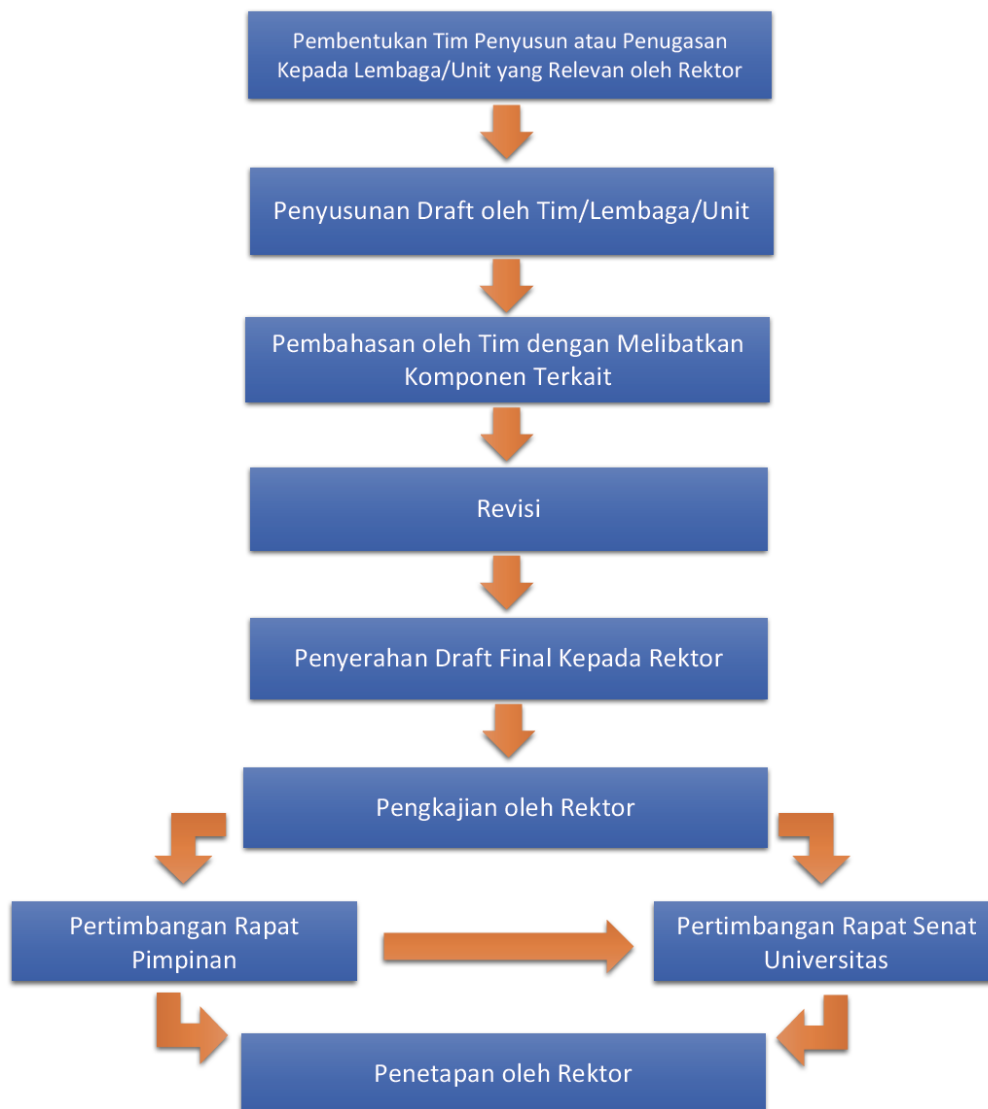 Pembentukan Tim Penyusun atau Penugasan
Kepada Lembaga/Unit yang Relevan oleh Rektor
Penyusunan Draft oleh Tim/Lembaga/Unit
Pembahasan oleh Tim dengan Melibatkan
Komponen Terkait
Revisi
Penyerahan Draft Final Kepada Rektor
Pengkajian oleh Rektor
Pertimbangan Rapat
Pimpinan
Pertimbangan Rapat Senat
Universitas
Penetapan oleh Rektor